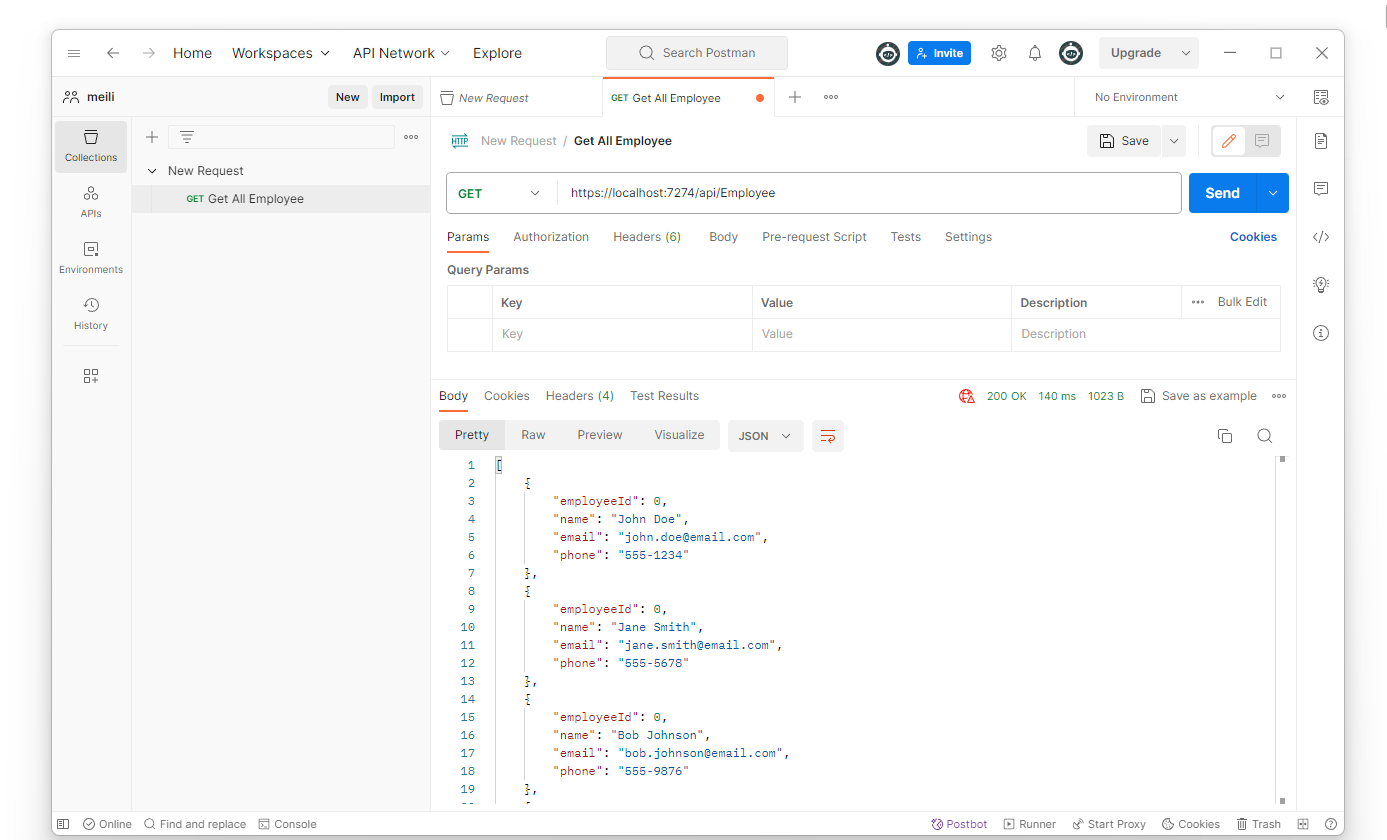 Home Workspaces API Network Explore Search Postman Invite Upgrade
meili New Import New Request GET Get All Employee No Environment
Collections
APIs
Environments
History
New Request
GET Get All Employee
HTTP New Request / Get All Employee Save
GET https://localhost:7274/api/Employee Send
Params Authorization Headers (6) Body Pre-request Script Tests Settings Cookies
Query Params
Key Value Description Bulk Edit
Key Value Description
Body Cookies Headers (4) Test Results 200 OK 140 ms 1023 B Save as example
Pretty Raw Preview Visualize JSON
1 [
2 {
3 "employeeId": 0,
4 "name": "John Doe",
5 "email": "john.doe@email.com",
6 "phone": "555-1234"
7 },
8 {
9 "employeeId": 0,
10 "name": "Jane Smith",
11 "email": "jane.smith@email.com",
12 "phone": "555-5678"
13 },
14 {
15 "employeeId": 0,
16 "name": "Bob Johnson",
17 "email": "bob.johnson@email.com",
18 "phone": "555-9876"
19 },
Online Find and replace Console Postbot Runner Start Proxy Cookies Trash